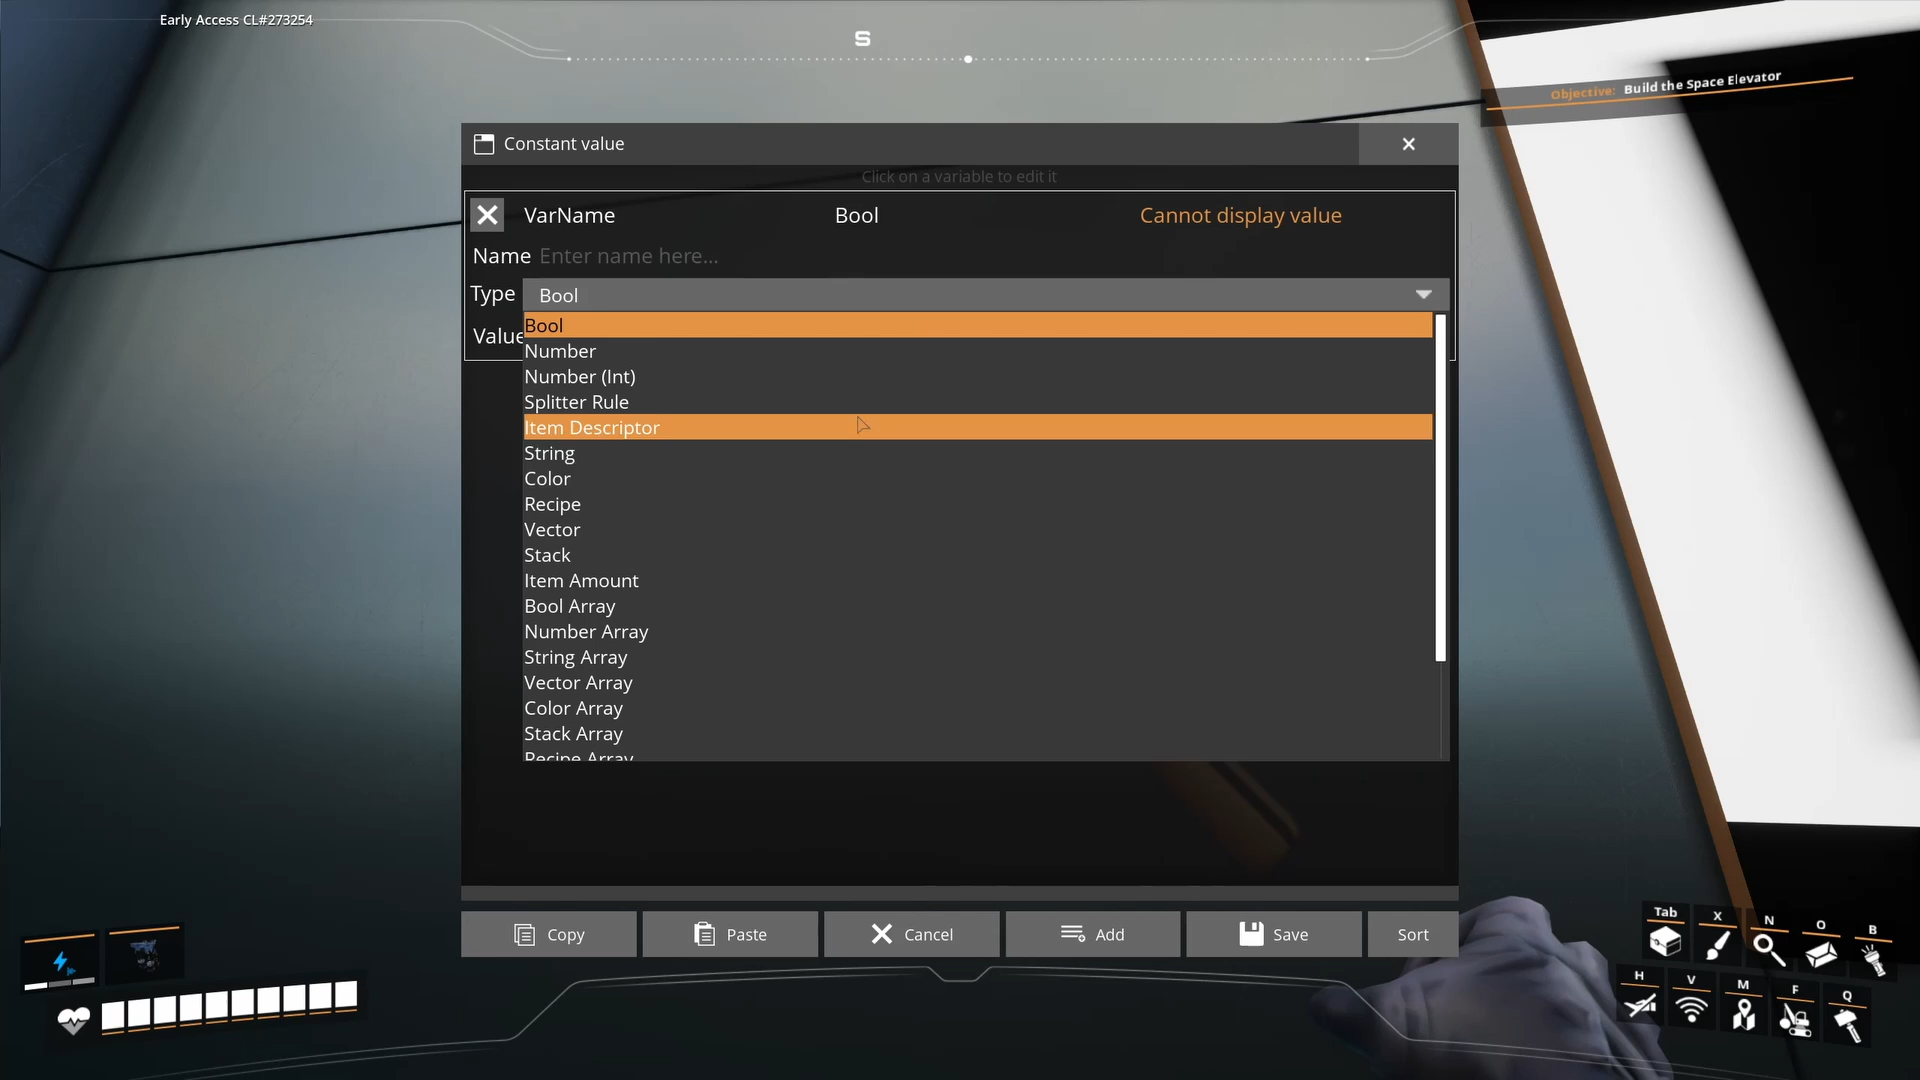 Early Access CL#273254
S
Objective: Build the Space Elevator
Constant value
Click on a variable to edit it
VarName Bool Cannot display value
Name Enter name here...
Type Bool
Value
Bool
Number
Number (Int)
Splitter Rule
Item Descriptor
String
Color
Recipe
Vector
Stack
Item Amount
Bool Array
Number Array
String Array
Vector Array
Color Array
Stack Array
Recipe Array
Copy Paste Cancel Add Save Sort
Tab X N O B
H V M F Q